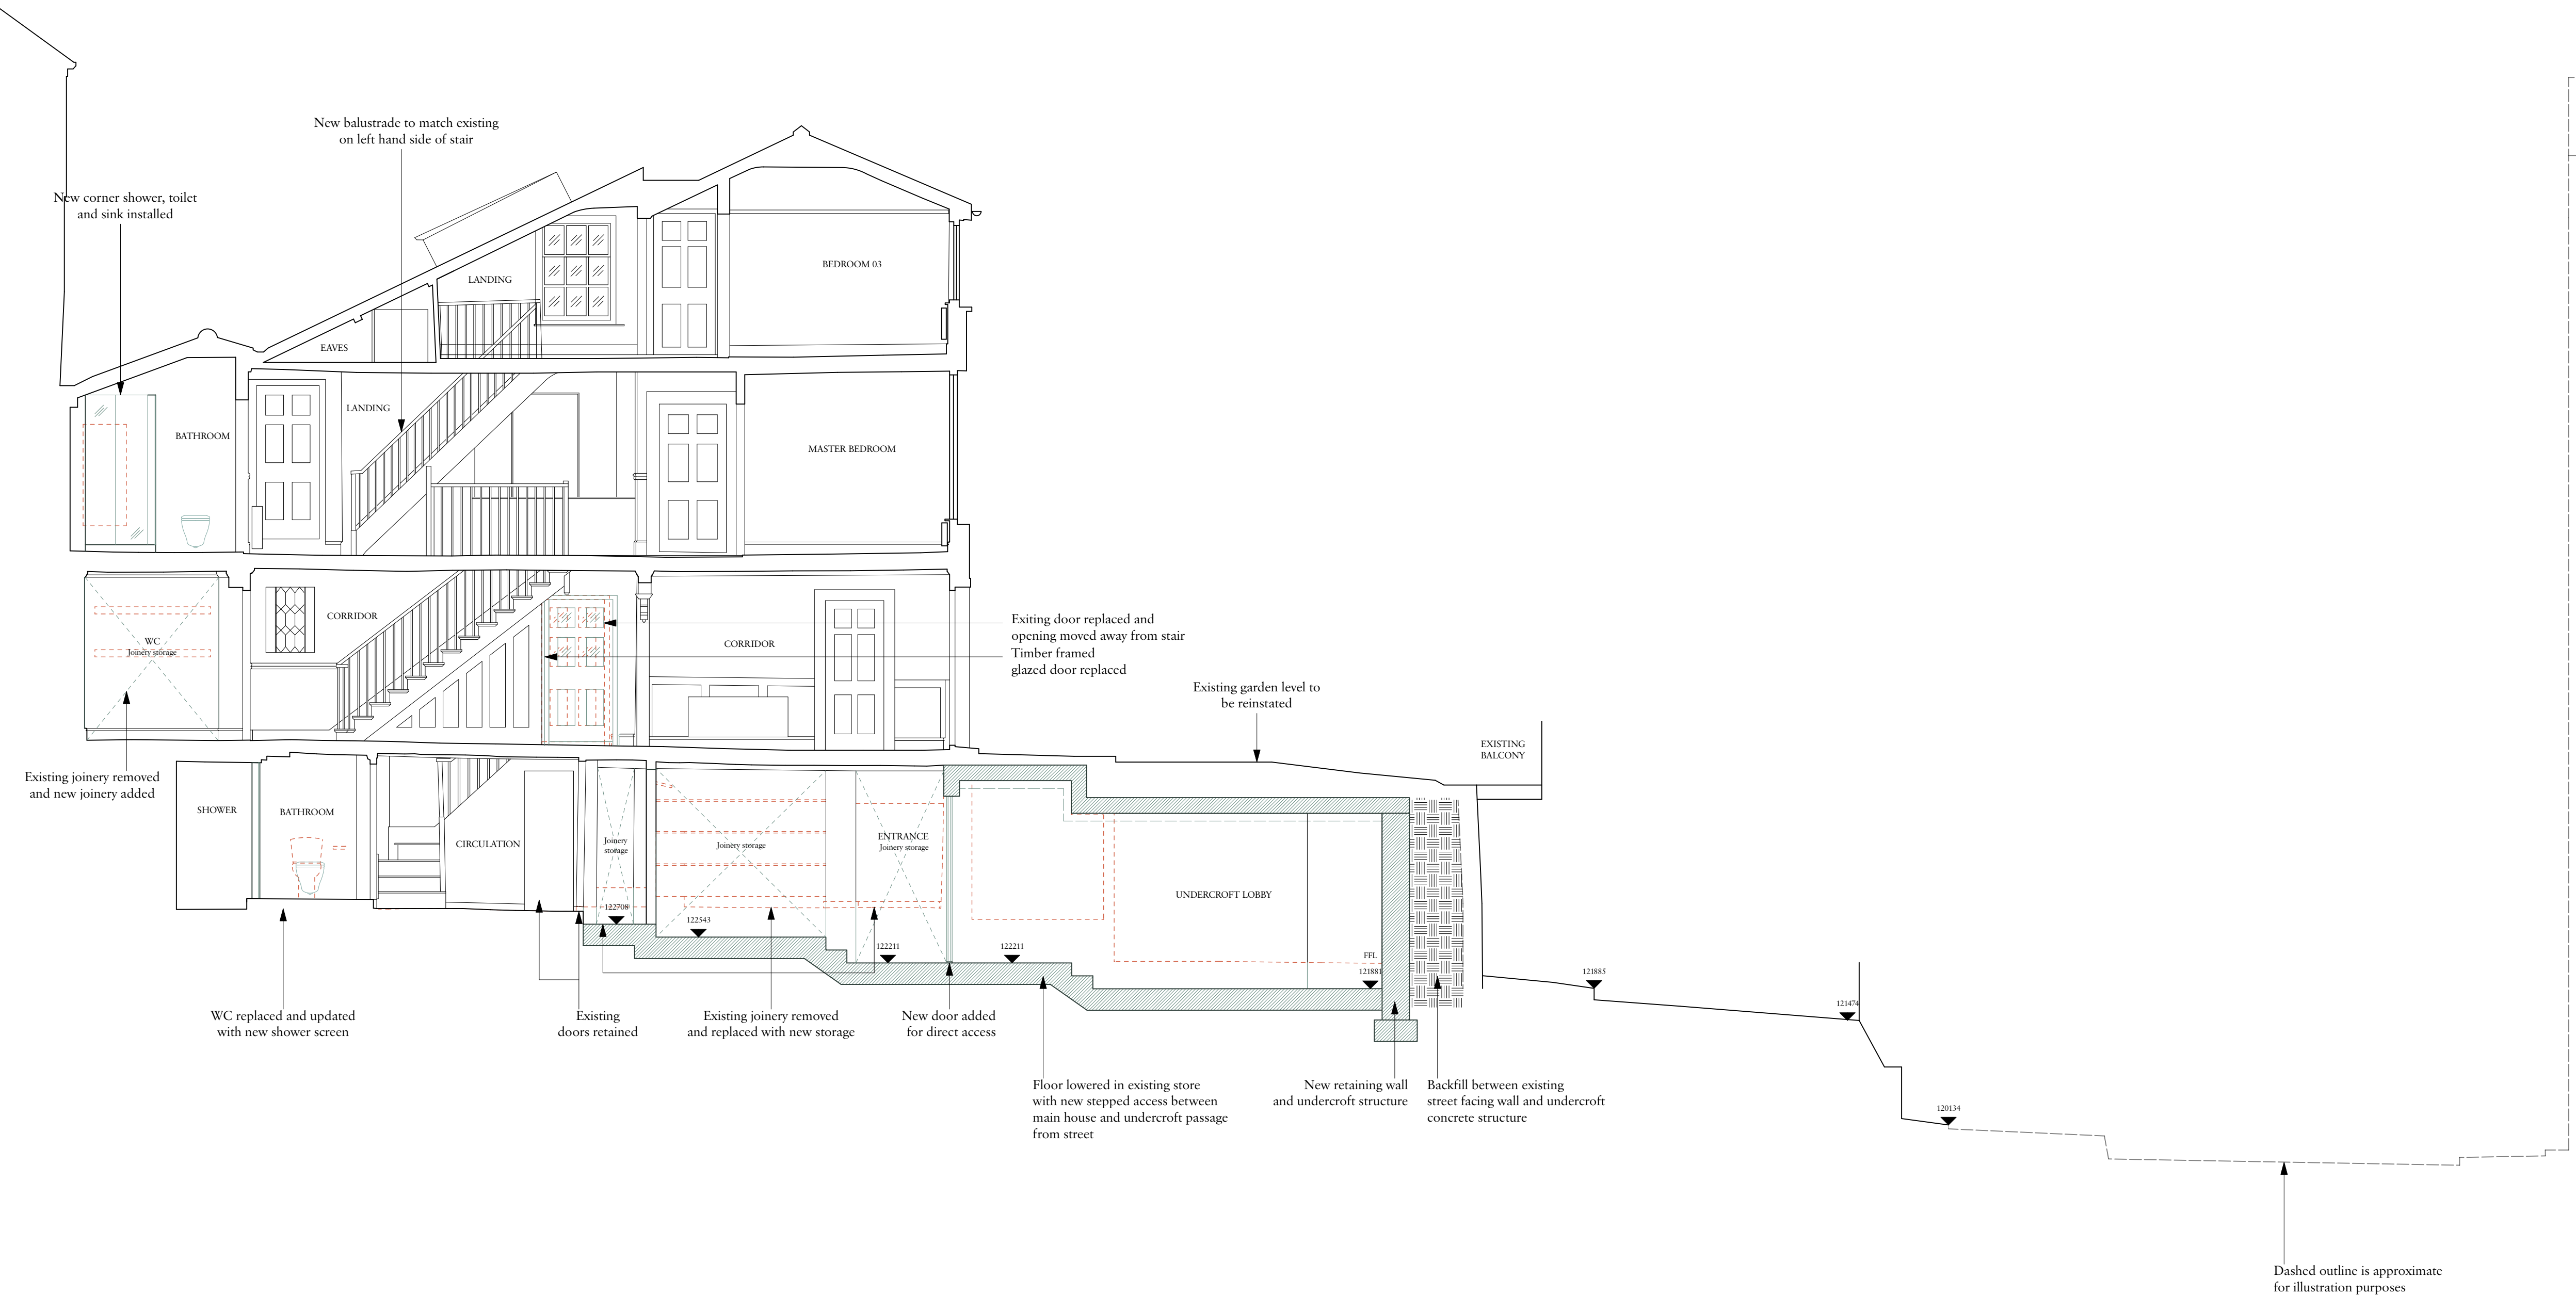 New balustrade to match existing
on left hand side of stair
New corner shower, toilet
and sink installed
LANDING
BEDROOM 03
EAVES
LANDING
BATHROOM
MASTER BEDROOM
CORRIDOR
WC
Joinery storage
CORRIDOR
Exiting door replaced and
opening moved away from stair
Timber framed
glazed door replaced
Existing garden level to
be reinstated
EXISTING
BALCONY
Existing joinery removed
and new joinery added
SHOWER
BATHROOM
CIRCULATION
Joinery
storage
Joinery storage
ENTRANCE
Joinery storage
UNDERCROFT LOBBY
122708
122543
122211
122211
FFL
121881
121885
121474
120134
WC replaced and updated
with new shower screen
Existing
doors retained
Existing joinery removed
and replaced with new storage
New door added
for direct access
Floor lowered in existing store
with new stepped access between
main house and undercroft passage
from street
New retaining wall
and undercroft structure
Backfill between existing
street facing wall and undercroft
concrete structure
Dashed outline is approximate
for illustration purposes